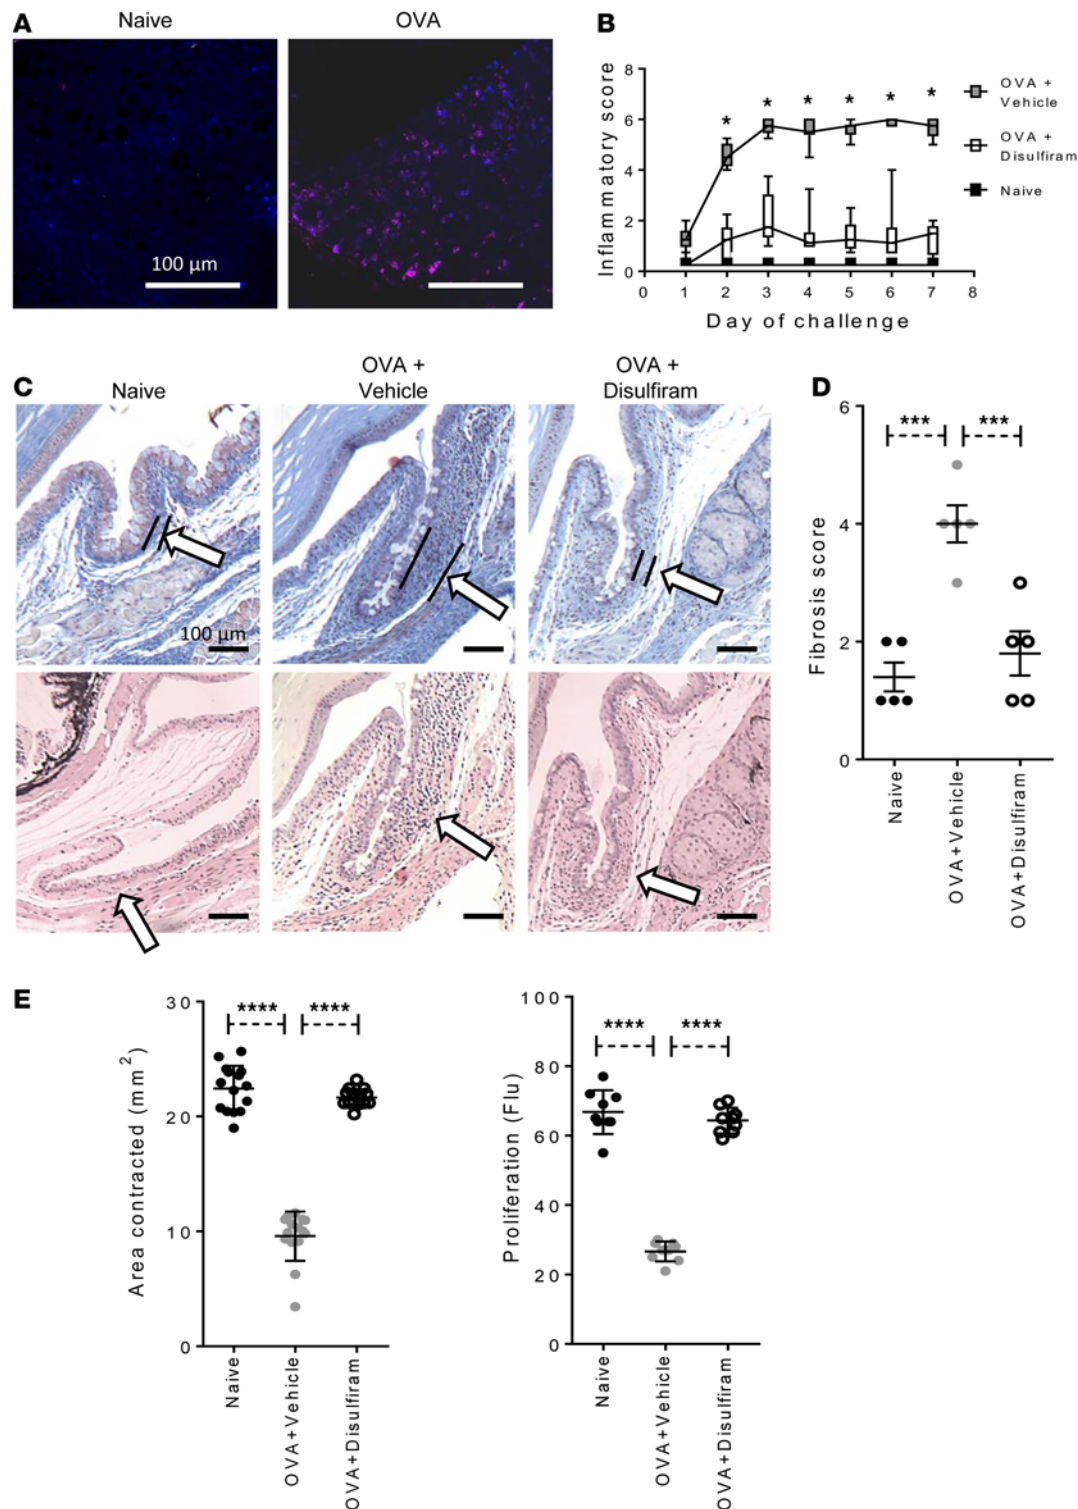 A
Naive
OVA
100 µm
B
Inflammatory score
8
6
4
2
0
* * * * * *
0 1 2 3 4 5 6 7 8
Day of challenge
OVA +
Vehicle
OVA +
Disulfiram
Naive
C
Naive
OVA +
Vehicle
OVA +
Disulfiram
100 µm
D
Fibrosis score
6
4
2
0
*** ***
Naive
OVA+Vehicle
OVA+Disulfiram
E
Area contracted (mm²)
30
20
10
0
**** ****
Naive
OVA+Vehicle
OVA+Disulfiram
Proliferation (Flu)
100
80
60
40
20
0
**** ****
Naive
OVA+Vehicle
OVA+Disulfiram